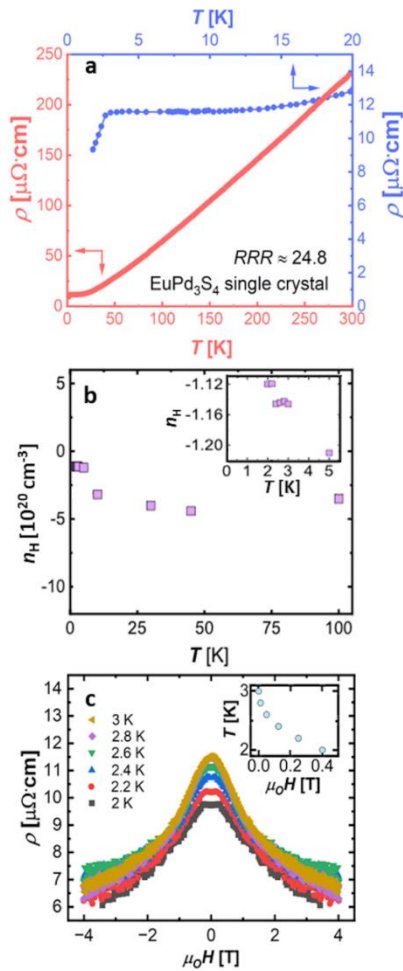 T [K]
0 5 10 15 20
a
250
200
150
100
50
0
ρ [μΩ·cm]
14
12
10
8
6
4
2
0
ρ [μΩ·cm]
RRR ≈ 24.8
EuPd₃S₄ single crystal
0 50 100 150 200 250 300
T [K]
b
5
0
-5
-10
nH [10²⁰ cm⁻³]
-1.12
-1.16
-1.20
nH
0 1 2 3 4 5
T [K]
0 25 50 75 100
T [K]
c
14
13
12
11
10
9
8
7
6
ρ [μΩ·cm]
3 K
2.8 K
2.6 K
2.4 K
2.2 K
2 K
3
2
T [K]
0.0 0.2 0.4
μ₀H [T]
-4 -2 0 2 4
μ₀H [T]